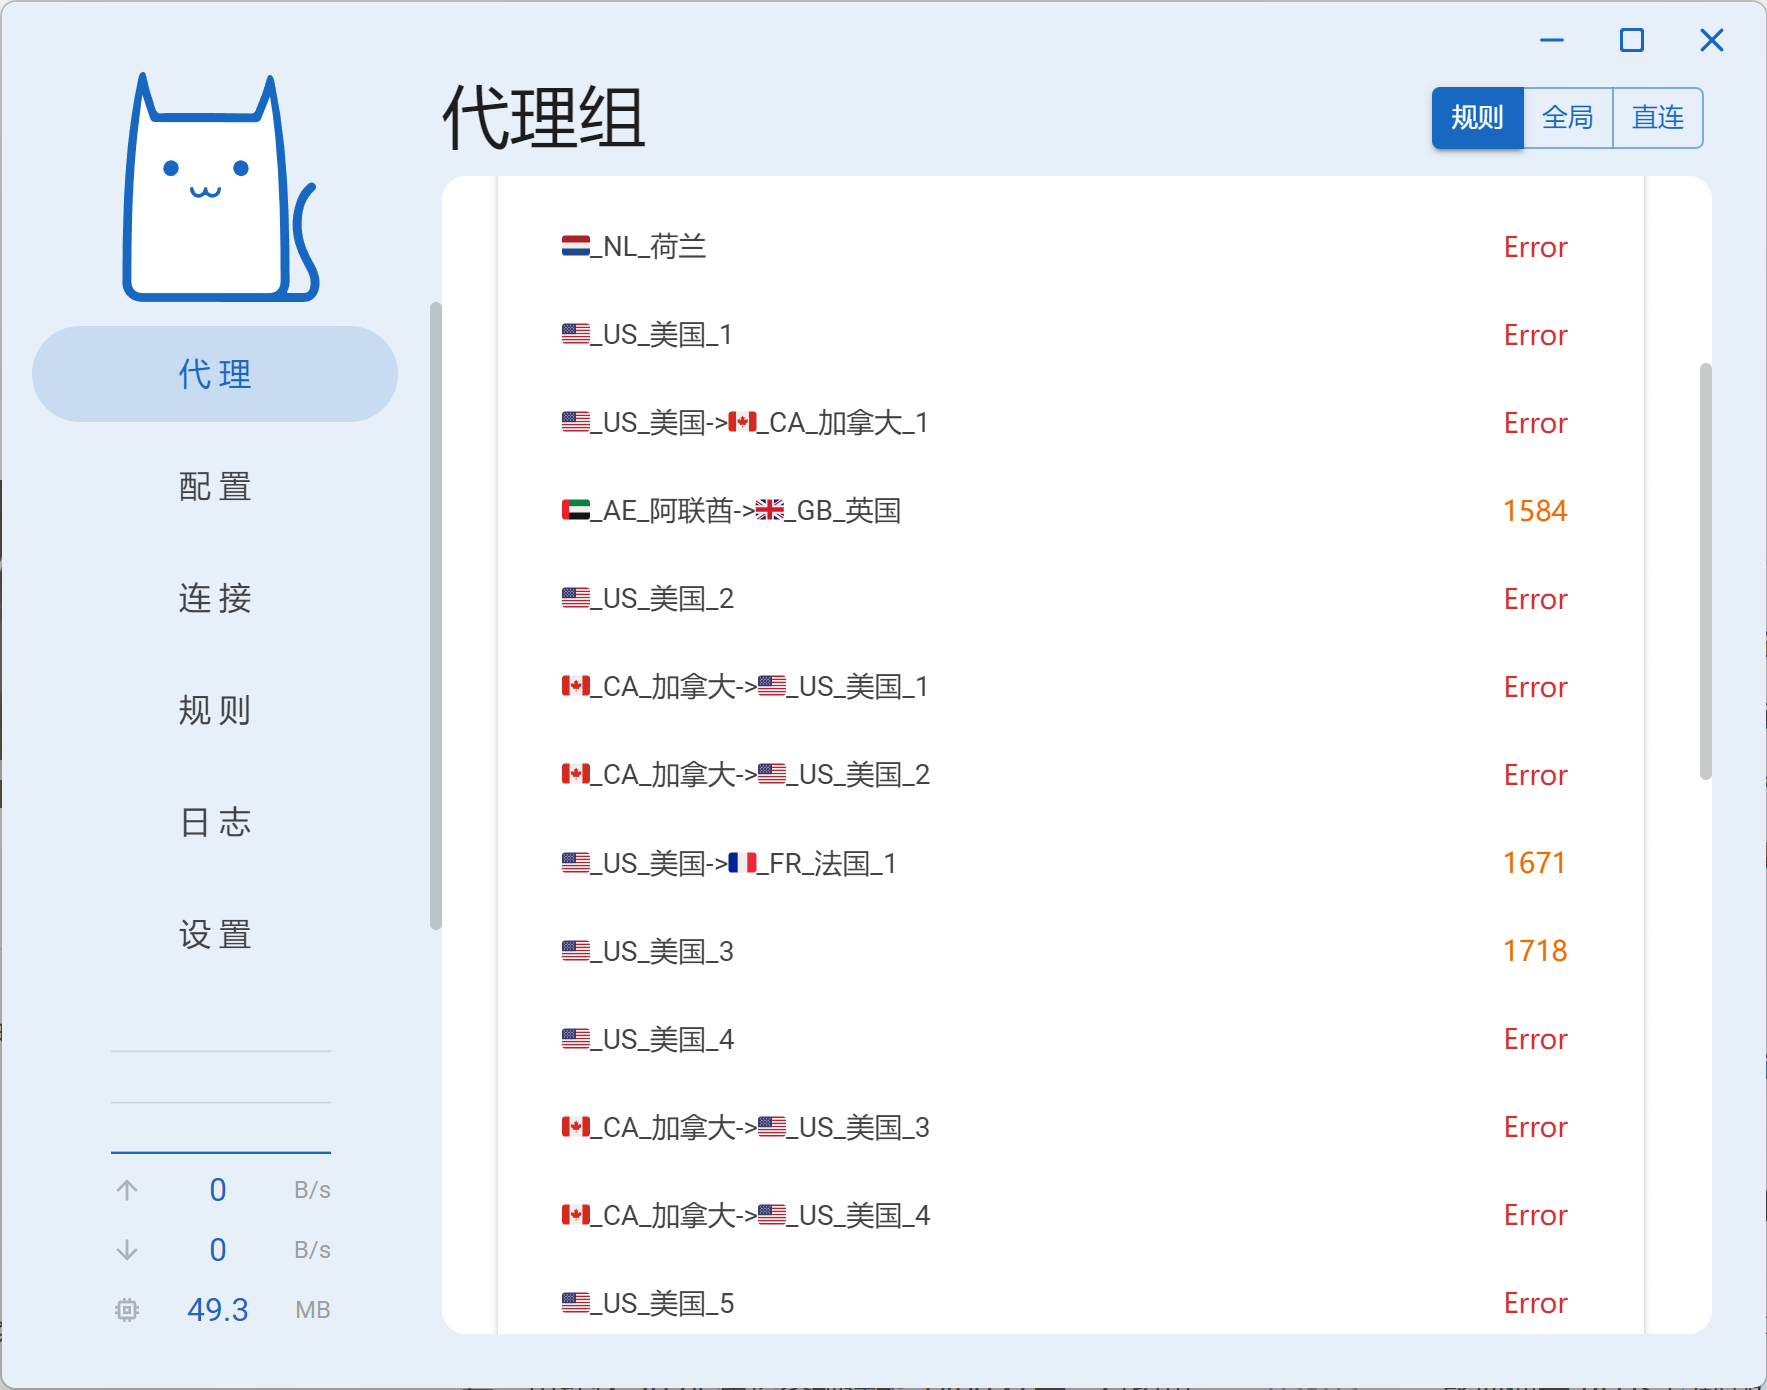 代理组
规则 全局 直连
代理
配置
连接
规则
日志
设置
0 B/s
0 B/s
49.3 MB
_NL_荷兰 Error
_US_美国_1 Error
_US_美国->_CA_加拿大_1 Error
_AE_阿联酋->_GB_英国 1584
_US_美国_2 Error
_CA_加拿大->_US_美国_1 Error
_CA_加拿大->_US_美国_2 Error
_US_美国->_FR_法国_1 1671
_US_美国_3 1718
_US_美国_4 Error
_CA_加拿大->_US_美国_3 Error
_CA_加拿大->_US_美国_4 Error
_US_美国_5 Error